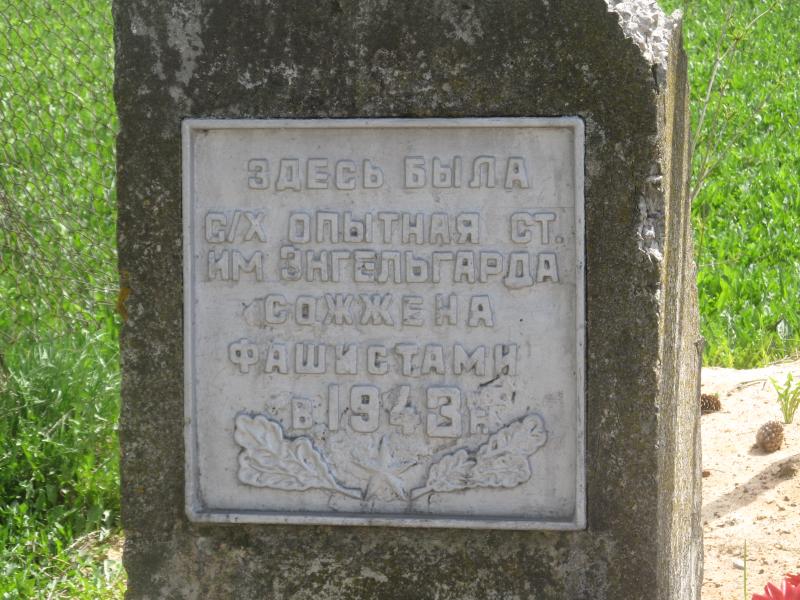 ЗДЕСЬ БЫЛА
С/Х ОПЫТНАЯ СТ.
ИМ ЭНГЕЛЬГАРДА
СОЖЖЕНА
ФАШИСТАМИ
В 1943